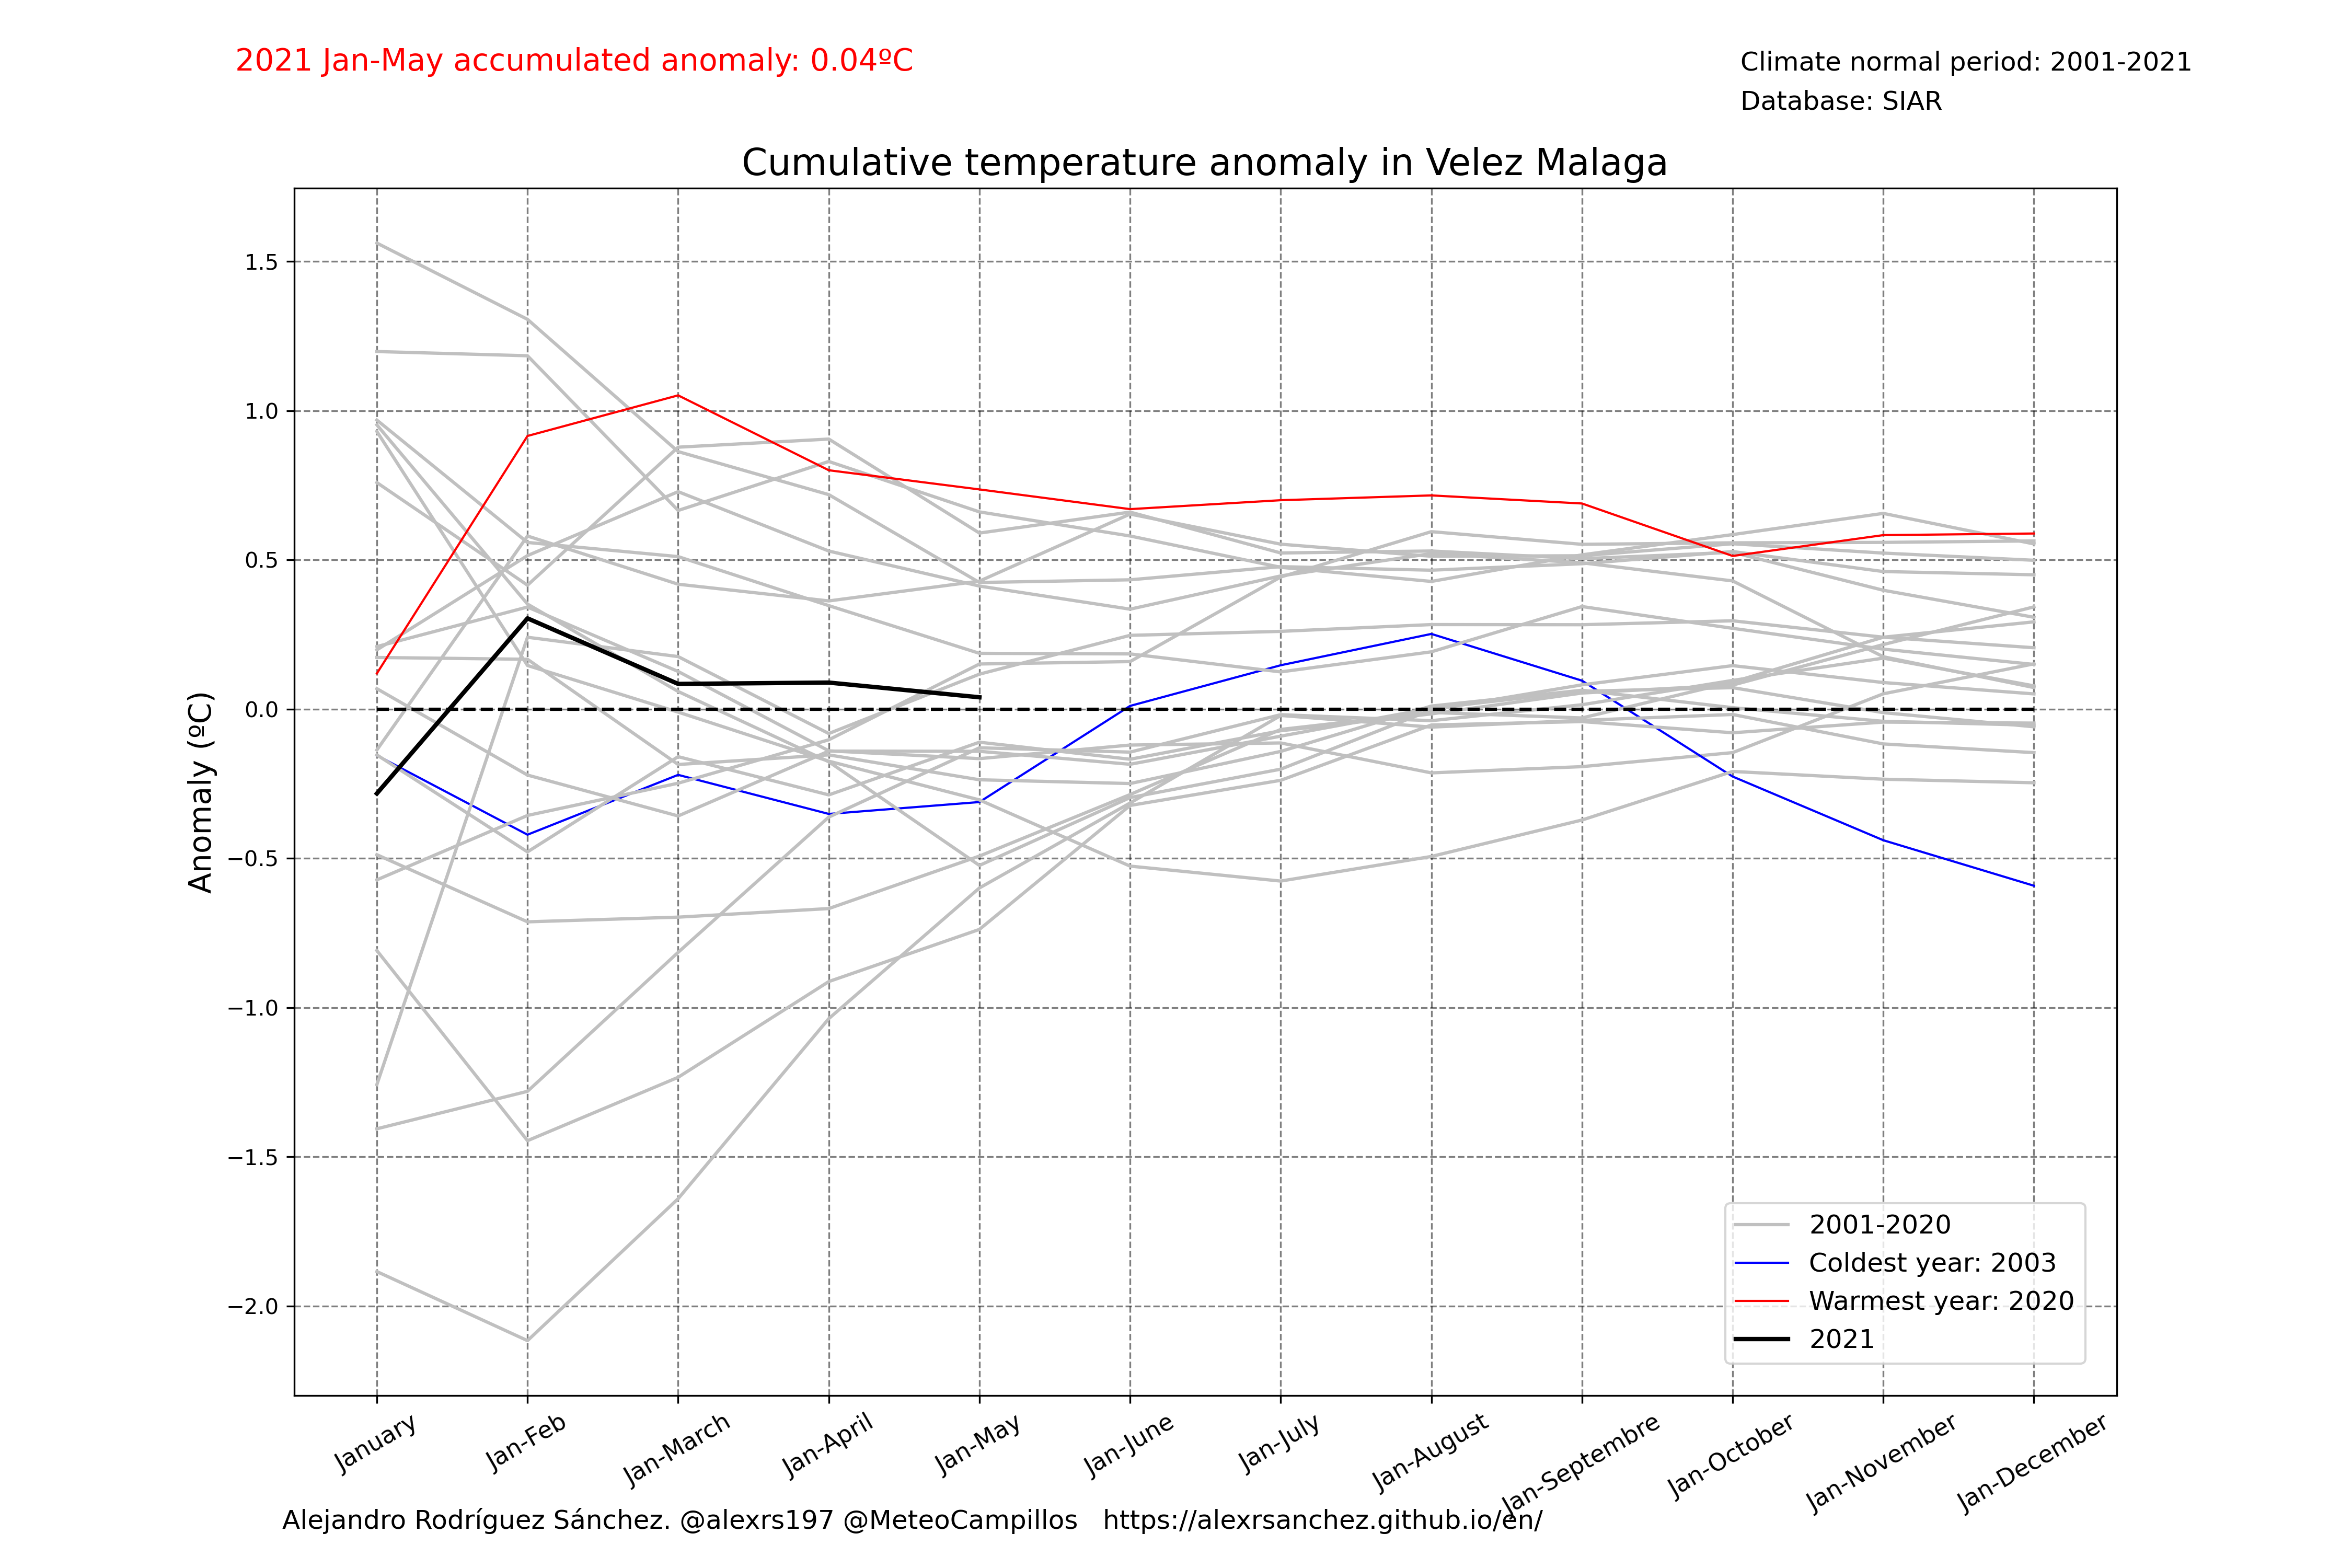 2021 Jan-May accumulated anomaly: 0.04ºC
Climate normal period: 2001-2021
Database: SIAR
Cumulative temperature anomaly in Velez Malaga
Anomaly (ºC)
1.5
1.0
0.5
0.0
−0.5
−1.0
−1.5
−2.0
2001-2020
Coldest year: 2003
Warmest year: 2020
2021
January
Jan-Feb
Jan-March
Jan-April
Jan-May
Jan-June
Jan-July
Jan-August
Jan-Septembre
Jan-October
Jan-November
Jan-December
Alejandro Rodríguez Sánchez. @alexrs197 @MeteoCampillos https://alexrsanchez.github.io/en/